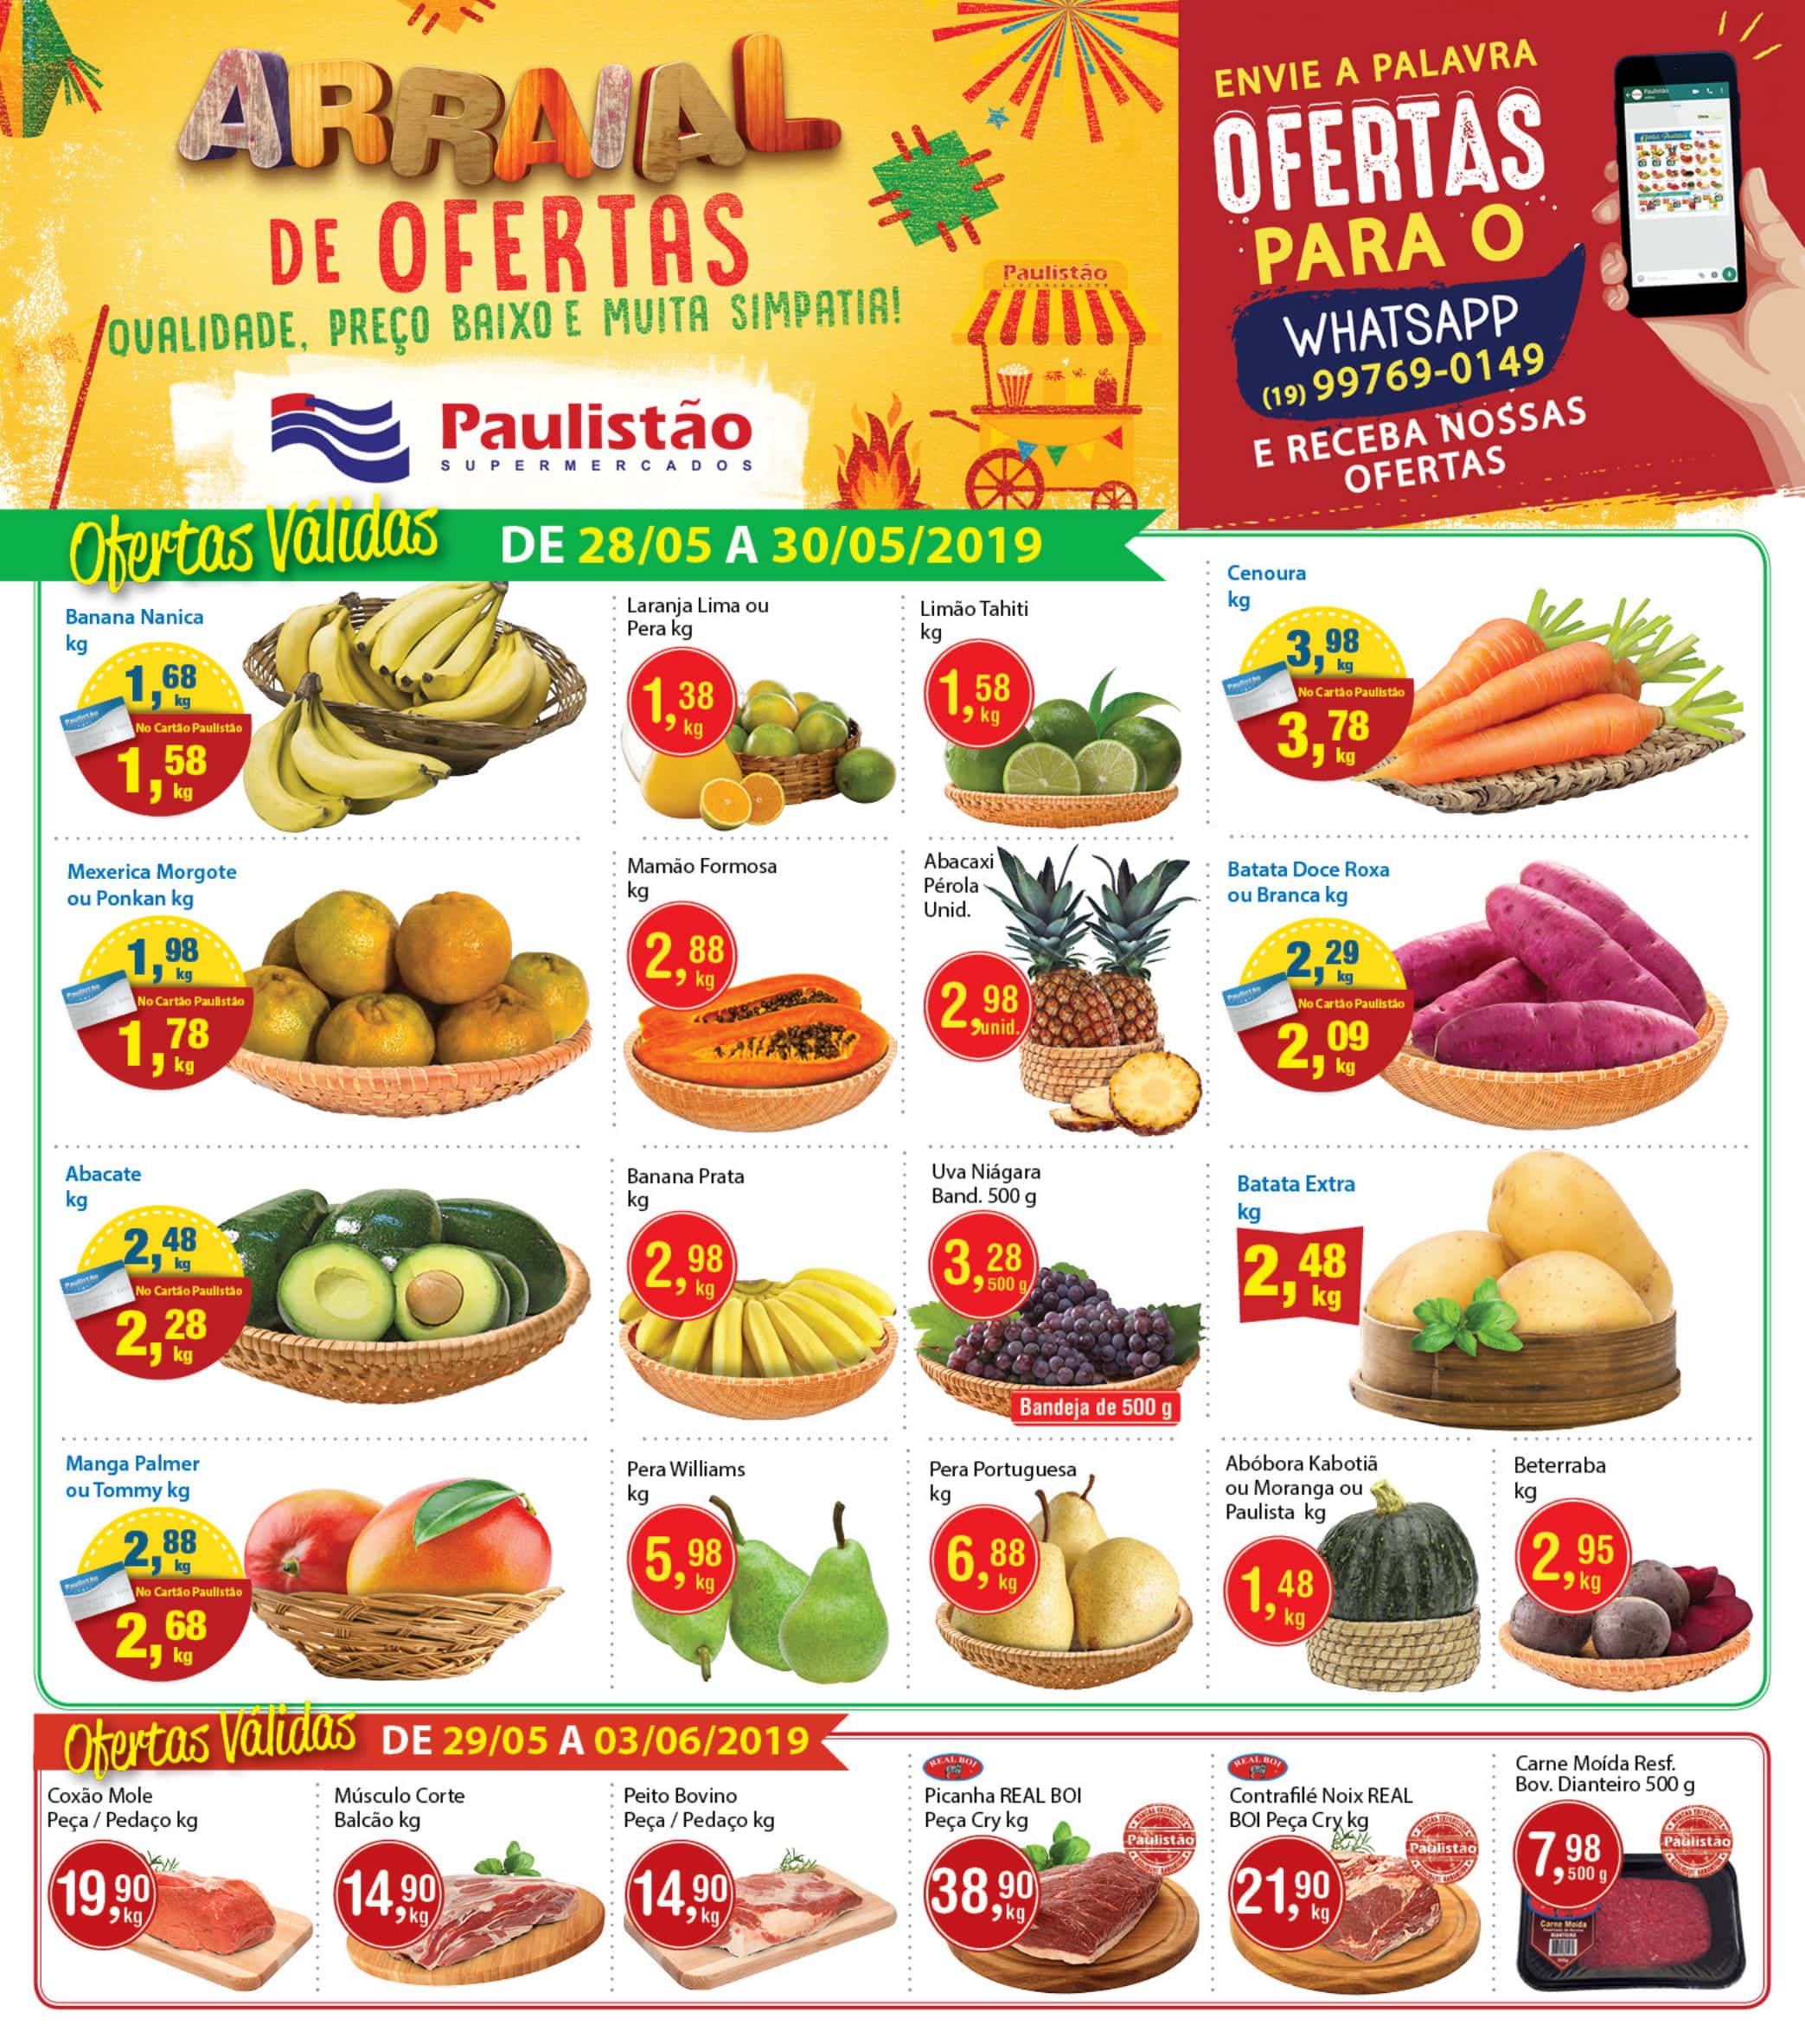 ARRAIAL
DE OFERTAS
QUALIDADE, PREÇO BAIXO E MUITA SIMPATIA!
Paulistão
SUPERMERCADOS
Paulistão
ENVIE A PALAVRA
OFERTAS
PARA O
WHATSAPP
(19) 99769-0149
E RECEBA NOSSAS
OFERTAS
Ofertas Válidas DE 28/05 A 30/05/2019
Banana Nanica
kg
1,68
kg
No Cartão Paulistão
1,58
kg
Laranja Lima ou
Pera kg
1,38
kg
Limão Tahiti
kg
1,58
kg
Cenoura
kg
3,98
kg
No Cartão Paulistão
3,78
kg
Mexerica Morgote
ou Ponkan kg
1,98
kg
No Cartão Paulistão
1,78
kg
Mamão Formosa
kg
2,88
kg
Abacaxi
Pérola
Unid.
2,98
unid.
Batata Doce Roxa
ou Branca kg
2,29
kg
No Cartão Paulistão
2,09
kg
Abacate
kg
2,48
kg
No Cartão Paulistão
2,28
kg
Banana Prata
kg
2,98
kg
Uva Niágara
Band. 500 g
3,28
500 g
Bandeja de 500 g
Batata Extra
kg
2,48
kg
Manga Palmer
ou Tommy kg
2,88
kg
No Cartão Paulistão
2,68
kg
Pera Williams
kg
5,98
kg
Pera Portuguesa
kg
6,88
kg
Abóbora Kabotiã
ou Moranga ou
Paulista kg
1,48
kg
Beterraba
kg
2,95
kg
Ofertas Válidas DE 29/05 A 03/06/2019
Coxão Mole
Peça / Pedaço kg
19,90
kg
Músculo Corte
Balcão kg
14,90
kg
Peito Bovino
Peça / Pedaço kg
14,90
kg
REAL BOI
Picanha REAL BOI
Peça Cry kg
38,90
kg
Paulistão
REAL BOI
Contrafilé Noix REAL
BOI Peça Cry kg
21,90
kg
Paulistão
Carne Moída Resf.
Bov. Dianteiro 500 g
7,98
500 g
Paulistão
Carne Moída
DIANTEIRO